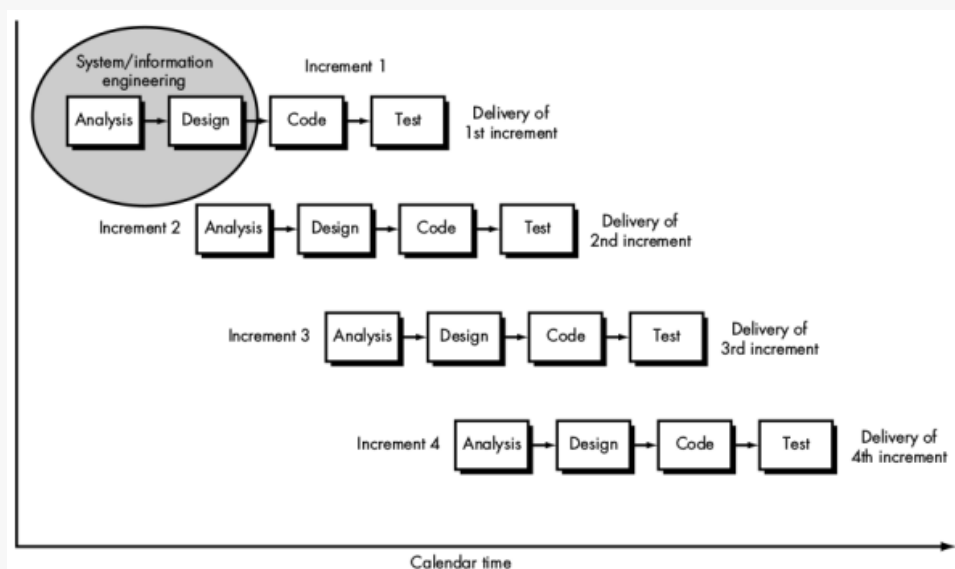 System/information
engineering
Increment 1
Analysis
Design
Code
Test
Delivery of
1st increment
Increment 2
Analysis
Design
Code
Test
Delivery of
2nd increment
Increment 3
Analysis
Design
Code
Test
Delivery of
3rd increment
Increment 4
Analysis
Design
Code
Test
Delivery of
4th increment
Calendar time